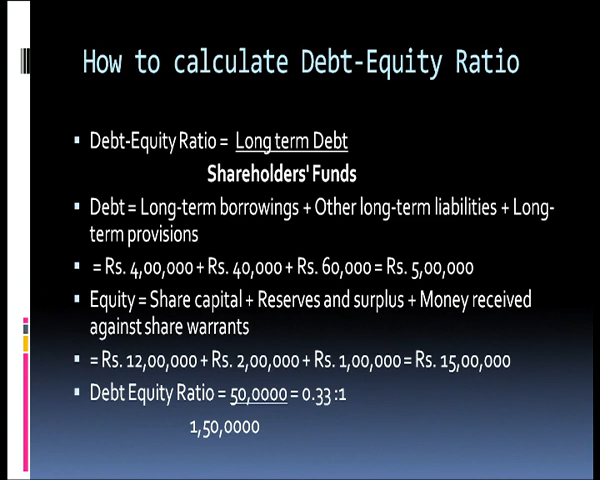 How to calculate Debt-Equity Ratio
Debt-Equity Ratio = Long term Debt
Shareholders' Funds
Debt = Long-term borrowings + Other long-term liabilities + Long-
term provisions
= Rs. 4,00,000 + Rs. 40,000 + Rs. 60,000 = Rs. 5,00,000
Equity = Share capital + Reserves and surplus + Money received
against share warrants
= Rs. 12,00,000 + Rs. 2,00,000 + Rs. 1,00,000 = Rs. 15,00,000
Debt Equity Ratio = 50,0000 = 0.33 :1
1,50,0000